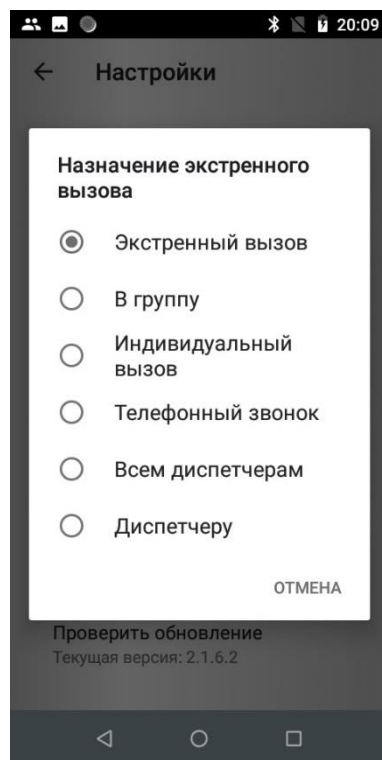 20:09
Настройки
Назначение экстренного
вызова
Экстренный вызов
В группу
Индивидуальный
вызов
Телефонный звонок
Всем диспетчерам
Диспетчеру
ОТМЕНА
Проверить обновление
Текущая версия: 2.1.6.2